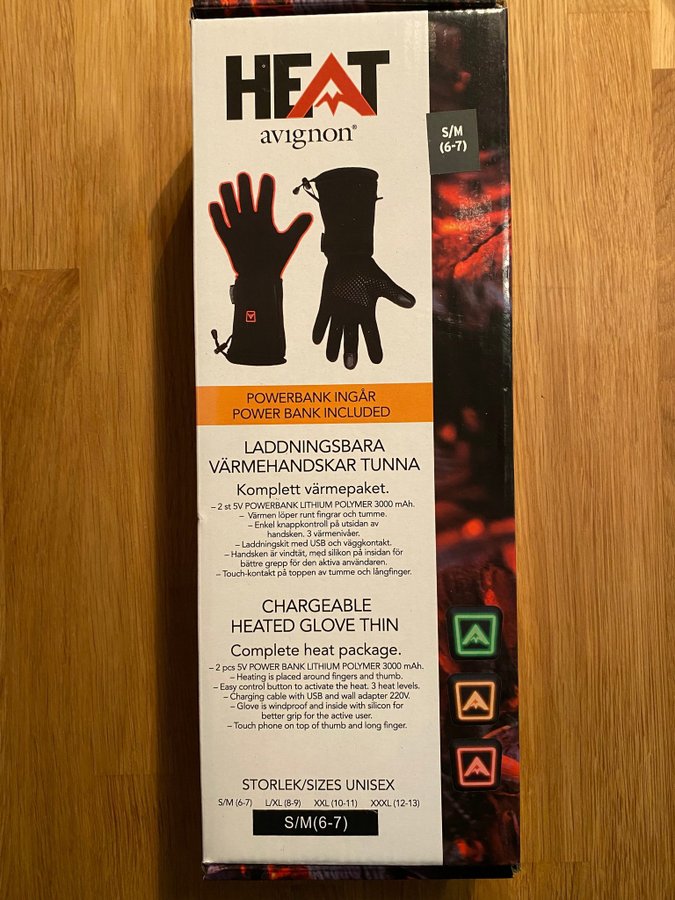 HEAT
avignon®
S/M
(6-7)
POWERBANK INGÅR
POWER BANK INCLUDED
LADDNINGSBARA
VÄRMEHANDSKAR TUNNA
Komplett värmepaket.
– 2 st 5V POWERBANK LITHIUM POLYMER 3000 mAh.
– Värmen löper runt fingrar och tumme.
– Enkel knappkontroll på utsidan av
handsken. 3 värmenivåer.
– Laddningskit med USB och väggkontakt.
– Handsken är vindtät, med silikon på insidan för
bättre grepp för den aktiva användaren.
– Touch-kontakt på toppen av tumme och långfinger.
CHARGEABLE
HEATED GLOVE THIN
Complete heat package.
– 2 pcs 5V POWER BANK LITHIUM POLYMER 3000 mAh.
– Heating is placed around fingers and thumb.
– Easy control button to activate the heat. 3 heat levels.
– Charging cable with USB and wall adapter 220V.
– Glove is windproof and inside with silicon for
better grip for the active user.
– Touch phone on top of thumb and long finger.
STORLEK/SIZES UNISEX
S/M (6-7) L/XL (8-9) XXL (10-11) XXXL (12-13)
S/M(6-7)